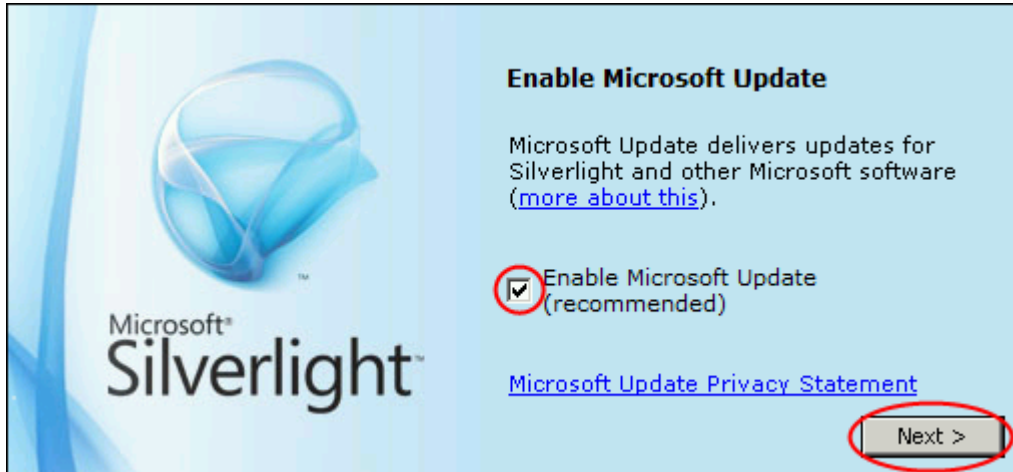 Enable Microsoft Update
Microsoft Update delivers updates for
Silverlight and other Microsoft software
(more about this).
Enable Microsoft Update
(recommended)
Microsoft Update Privacy Statement
Next >
™
Microsoft®
Silverlight™